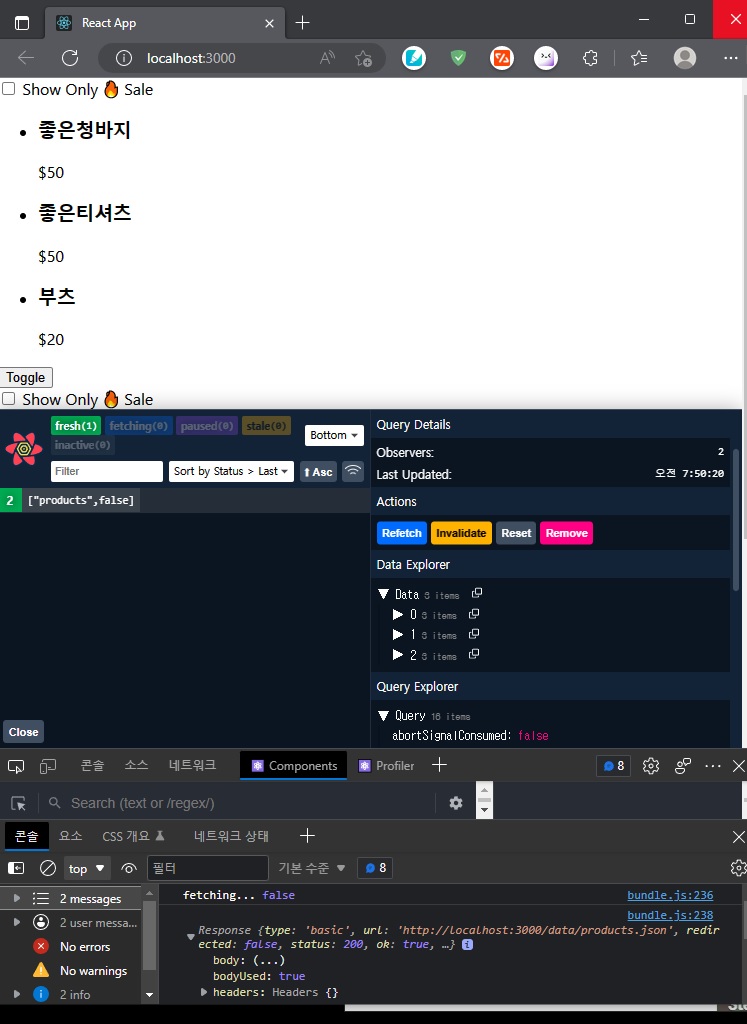 React App
localhost:3000
Show Only 🔥 Sale
좋은청바지
$50
좋은티셔츠
$50
부츠
$20
Toggle
Show Only 🔥 Sale
fresh(1) fetching(0) paused(0) stale(0)
inactive(0)
Bottom
Filter
Sort by Status > Last
⬆ Asc
2 ["products",false]
Close
Query Details
Observers: 2
Last Updated: 오전 7:50:20
Actions
Refetch Invalidate Reset Remove
Data Explorer
▼ Data 3 items
▶ 0 3 items
▶ 1 3 items
▶ 2 3 items
Query Explorer
▼ Query 16 items
abortSignalConsumed: false
콘솔 소스 네트워크 Components Profiler 8
Search (text or /regex/)
콘솔 요소 CSS 개요 네트워크 상태
top 필터 기본 수준 8
2 messages
2 user messa...
No errors
No warnings
2 info
fetching... false bundle.js:236
bundle.js:238
Response {type: 'basic', url: 'http://localhost:3000/data/products.json', redir
ected: false, status: 200, ok: true, …}
body: (...)
bodyUsed: true
headers: Headers {}